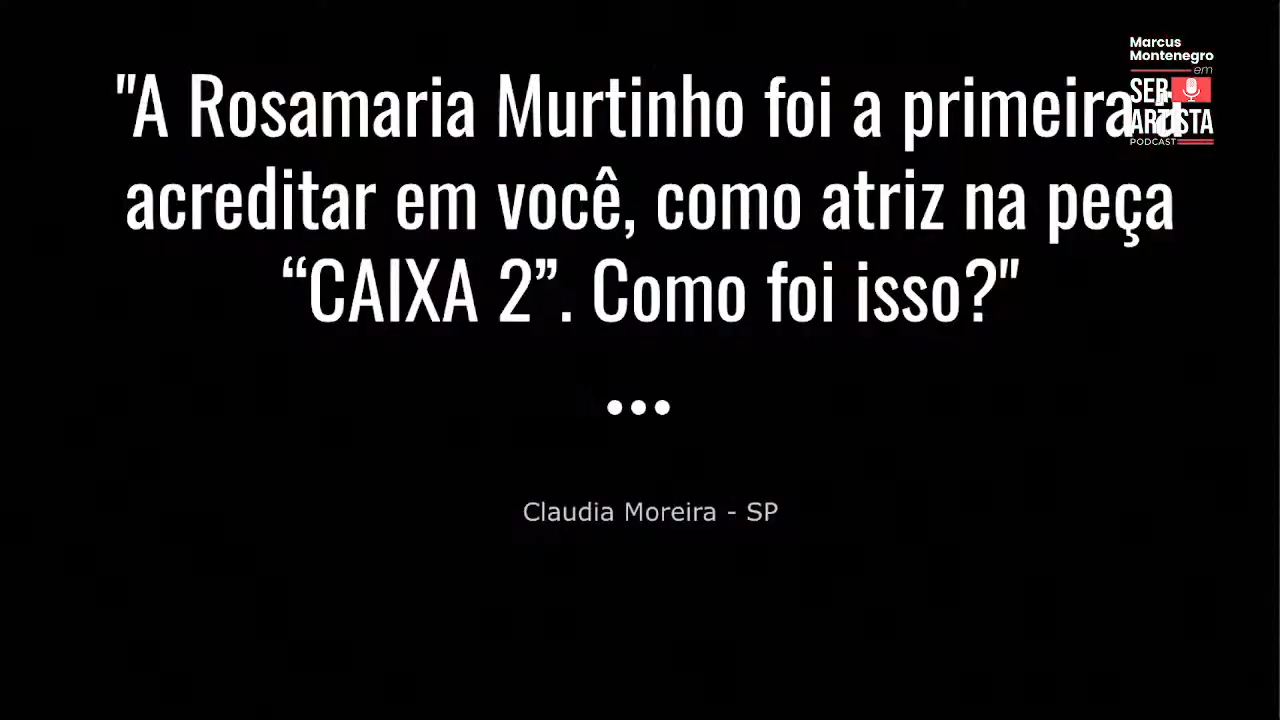 Marcus
Montenegro
em
SER
ARTISTA
PODCAST
"A Rosamaria Murtinho foi a primeira a
acreditar em você, como atriz na peça
“CAIXA 2”. Como foi isso?"
Claudia Moreira - SP